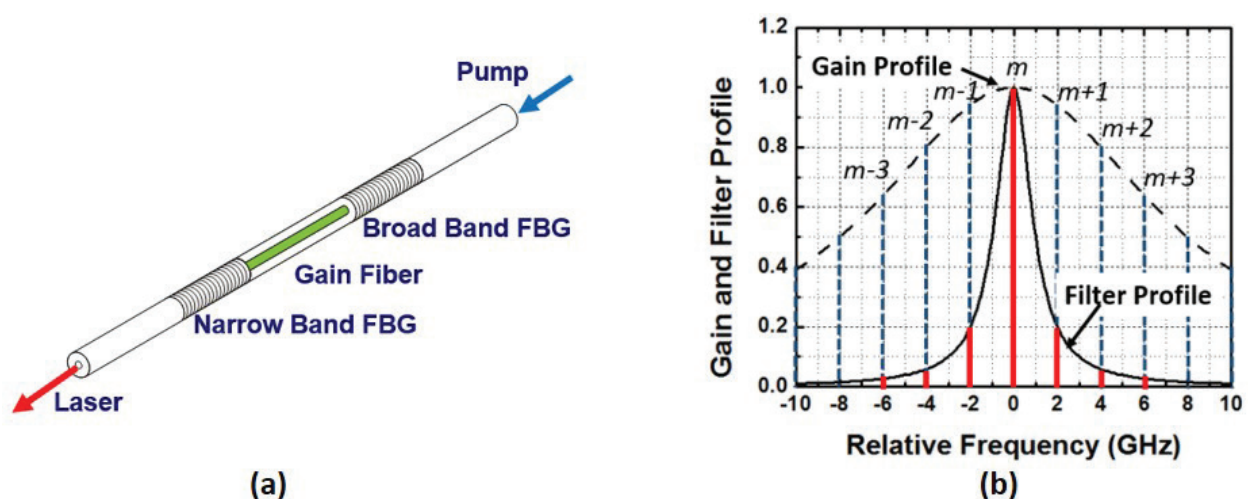 Pump
Broad Band FBG
Gain Fiber
Narrow Band FBG
Laser
(a)
Gain and Filter Profile
1.2
1.0
0.8
0.6
0.4
0.2
0.0
Gain Profile
m
m-1
m+1
m-2
m+2
m-3
m+3
Filter Profile
-10 -8 -6 -4 -2 0 2 4 6 8 10
Relative Frequency (GHz)
(b)